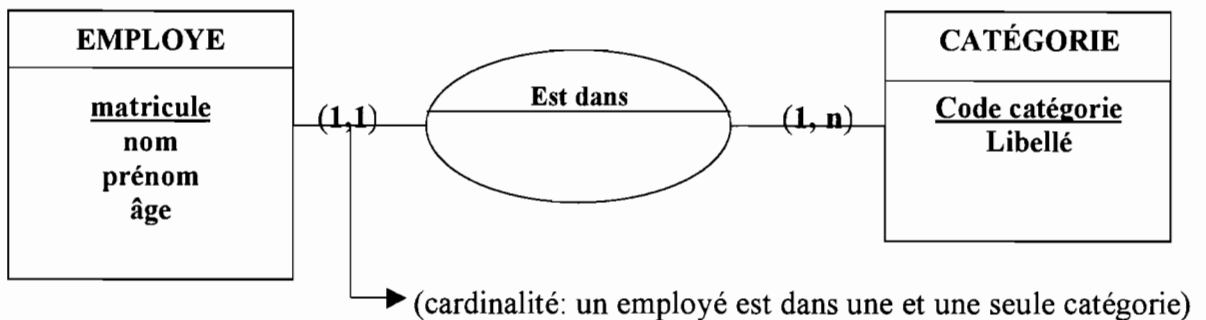 EMPLOYE
matricule
nom
prénom
âge
(1,1)
Est dans
(1, n)
CATÉGORIE
Code catégorie
Libellé
(cardinalité: un employé est dans une et une seule catégorie)